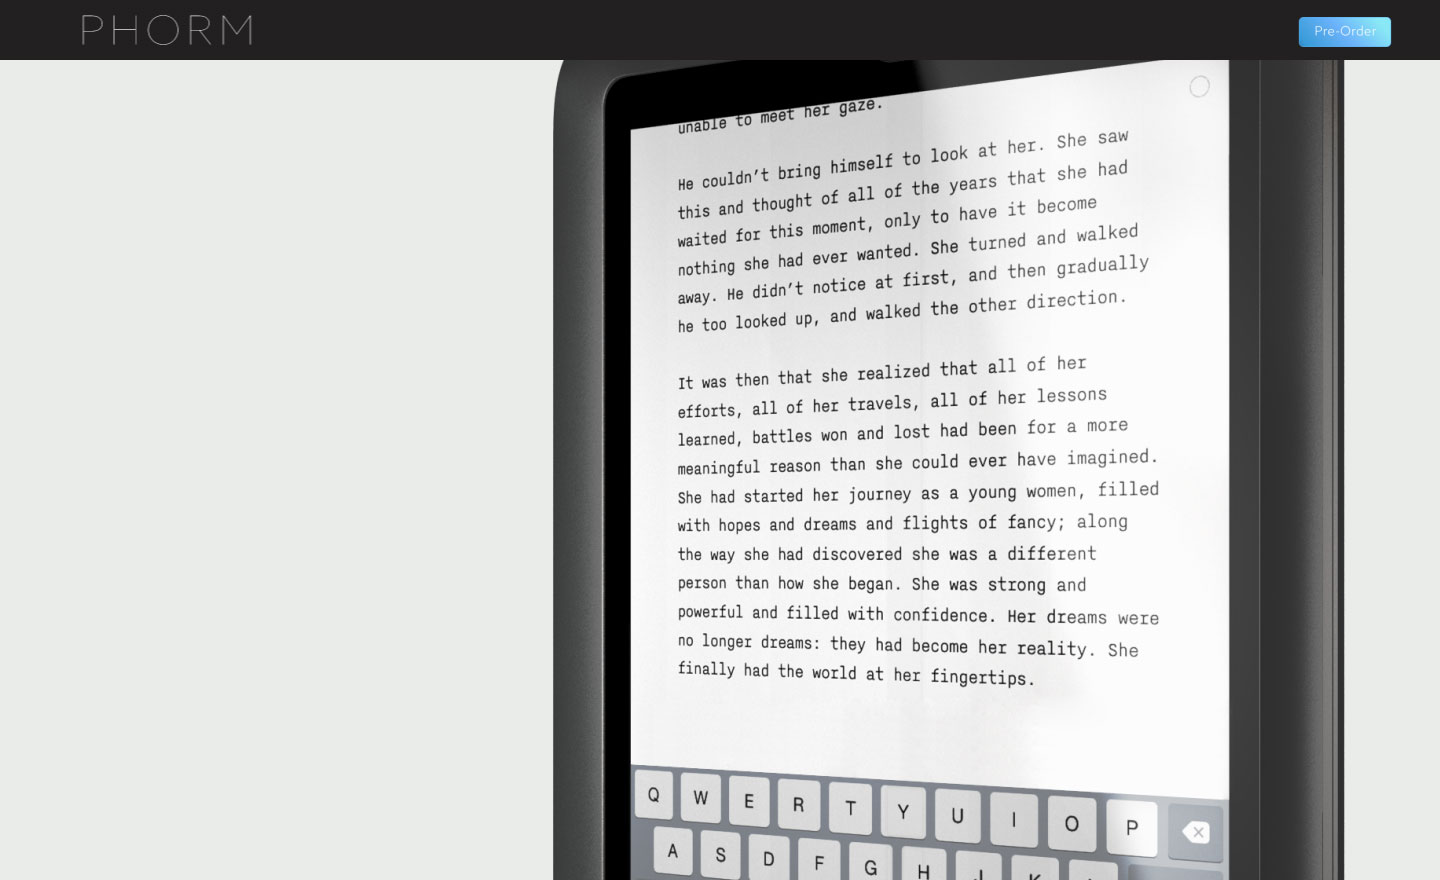 PHORM
Pre-Order
unable to meet her gaze.
He couldn't bring himself to look at her. She saw
this and thought of all of the years that she had
waited for this moment, only to have it become
nothing she had ever wanted. She turned and walked
away. He didn't notice at first, and then gradually
he too looked up, and walked the other direction.
It was then that she realized that all of her
efforts, all of her travels, all of her lessons
learned, battles won and lost had been for a more
meaningful reason than she could ever have imagined.
She had started her journey as a young women, filled
with hopes and dreams and flights of fancy; along
the way she had discovered she was a different
person than how she began. She was strong and
powerful and filled with confidence. Her dreams were
no longer dreams: they had become her reality. She
finally had the world at her fingertips.
Q W E R T Y U I O P
A S D F G H J K